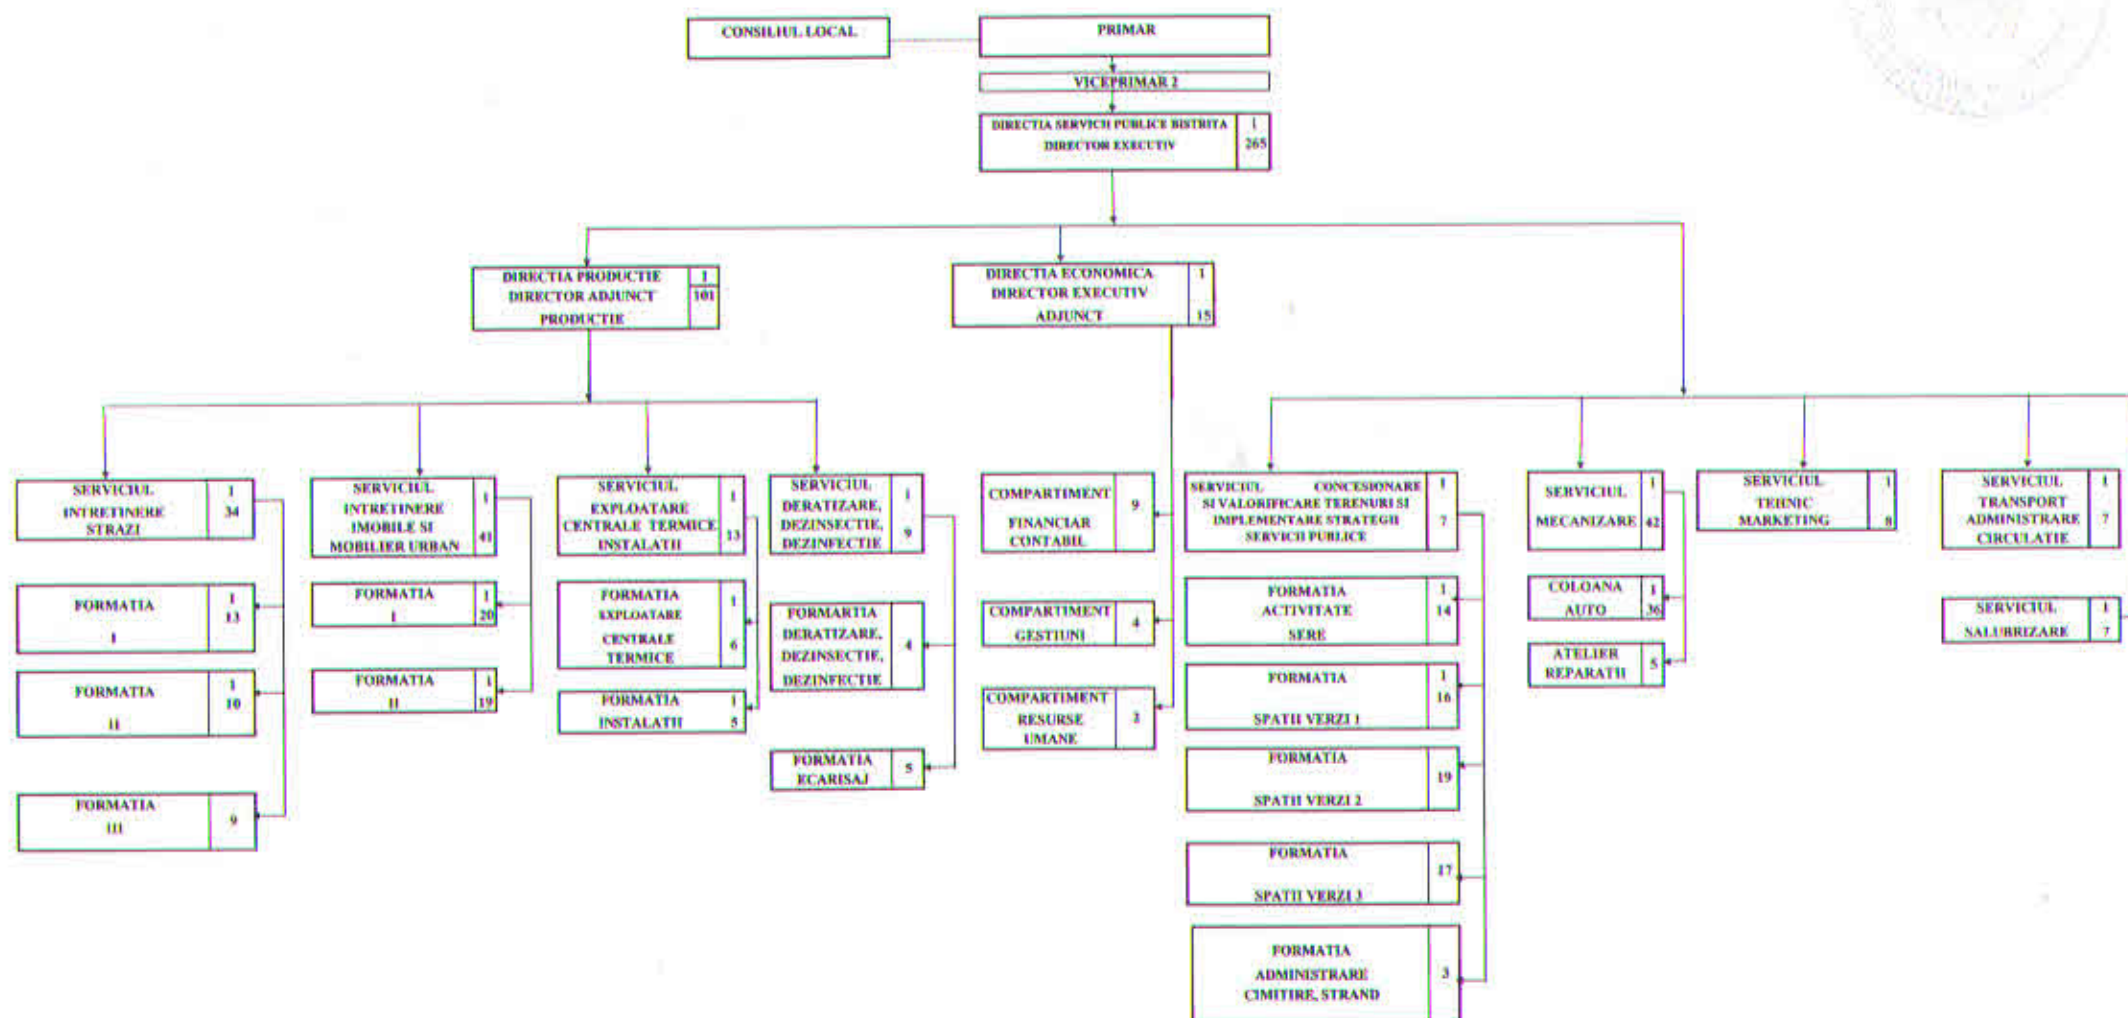 CONSILIUL LOCAL
PRIMAR
VICEPRIMAR 2
DIRECTIA SERVICII PUBLICE BISTRITA 1
DIRECTOR EXECUTIV 265
DIRECTIA PRODUCTIE 1
DIRECTOR ADJUNCT 101
PRODUCTIE
DIRECTIA ECONOMICA 1
DIRECTOR EXECUTIV
ADJUNCT 15
SERVICIUL 1
INTRETINERE 34
STRAZI
FORMATIA 1
I 13
FORMATIA 1
II 10
FORMATIA
III 9
SERVICIUL 1
INTRETINERE
IMOBILE SI
MOBILIER URBAN 41
FORMATIA 1
I 20
FORMATIA 1
II 19
SERVICIUL 1
EXPLOATARE
CENTRALE TERMICE
INSTALATII 13
FORMATIA 1
EXPLOATARE
CENTRALE 6
TERMICE
FORMATIA 1
INSTALATII 5
SERVICIUL 1
DERATIZARE,
DEZINSECTIE, 9
DEZINFECTIE
FORMARTIA
DERATIZARE, 4
DEZINSECTIE,
DEZINFECTIE
FORMATIA 5
ECARISAJ
COMPARTIMENT 9
FINANCIAR
CONTABIL
COMPARTIMENT 4
GESTIUNI
COMPARTIMENT
RESURSE 2
UMANE
SERVICIUL CONCESIONARE 1
SI VALORIFICARE TERENURI SI
IMPLEMENTARE STRATEGII 7
SERVICII PUBLICE
FORMATIA 1
ACTIVITATE 14
SERE
FORMATIA 1
16
SPATII VERZI 1
FORMATIA
19
SPATII VERZI 2
FORMATIA
17
SPATII VERZI 3
FORMATIA
ADMINISTRARE 3
CIMITIRE, STRAND
SERVICIUL 1
MECANIZARE 42
COLOANA 1
AUTO 36
ATELIER 5
REPARATII
SERVICIUL 1
TEHNIC
MARKETING 8
SERVICIUL 1
TRANSPORT
ADMINISTRARE 7
CIRCULATIE
SERVICIUL 1
SALUBRIZARE 7